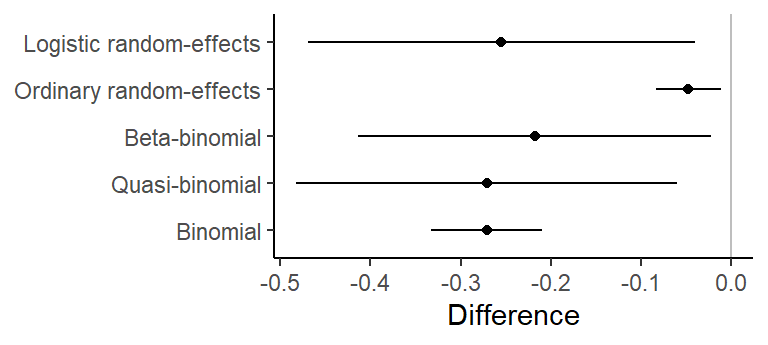 Logistic random-effects
Ordinary random-effects
Beta-binomial
Quasi-binomial
Binomial
-0.5 -0.4 -0.3 -0.2 -0.1 0.0
Difference